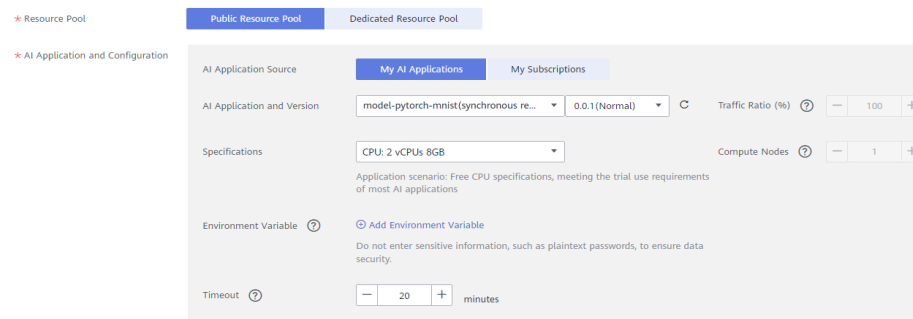 * Resource Pool Public Resource Pool Dedicated Resource Pool
* AI Application and Configuration
AI Application Source My AI Applications My Subscriptions
AI Application and Version model-pytorch-mnist(synchronous re... 0.0.1(Normal) Traffic Ratio (%) ? — 100 +
Specifications CPU: 2 vCPUs 8GB Compute Nodes ? — 1 +
Application scenario: Free CPU specifications, meeting the trial use requirements
of most AI applications
Environment Variable ? Add Environment Variable
Do not enter sensitive information, such as plaintext passwords, to ensure data
security.
Timeout ? — 20 + minutes